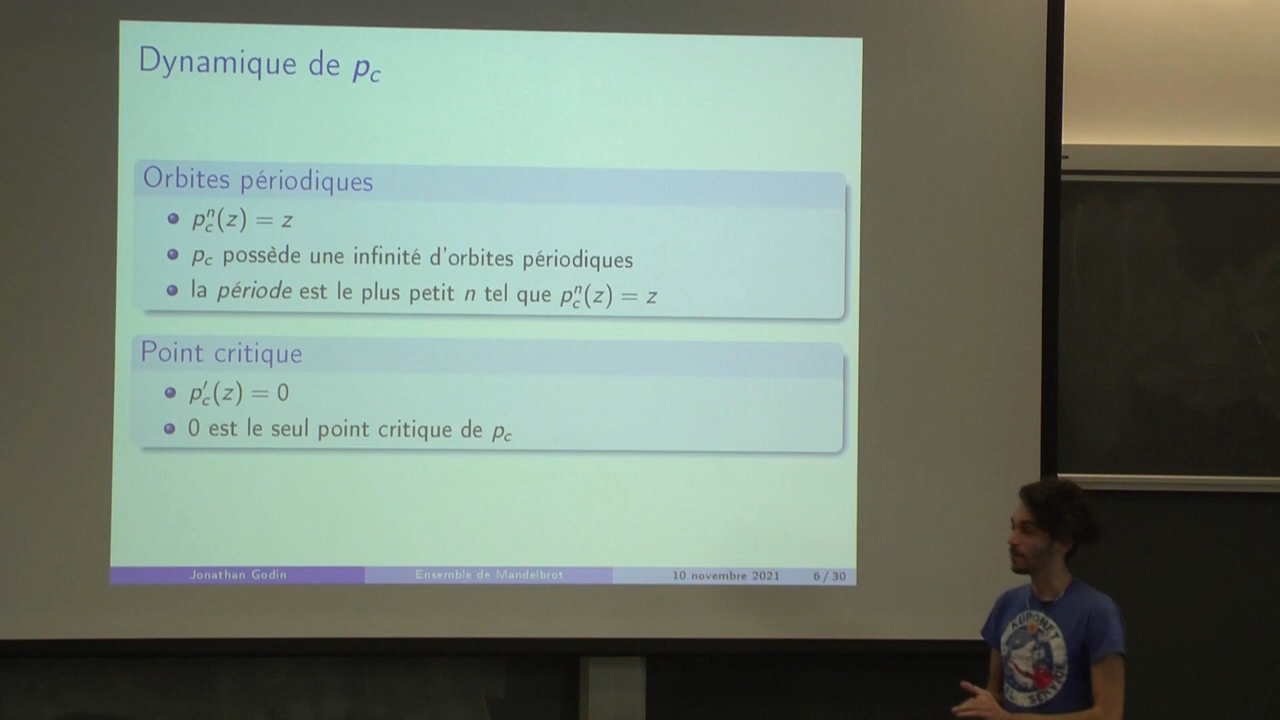 Dynamique de p_c
Orbites périodiques
p_c^n(z) = z
p_c possède une infinité d'orbites périodiques
la période est le plus petit n tel que p_c^n(z) = z
Point critique
p'_c(z) = 0
0 est le seul point critique de p_c
Jonathan Godin Ensemble de Mandelbrot 10 novembre 2021 6 / 30